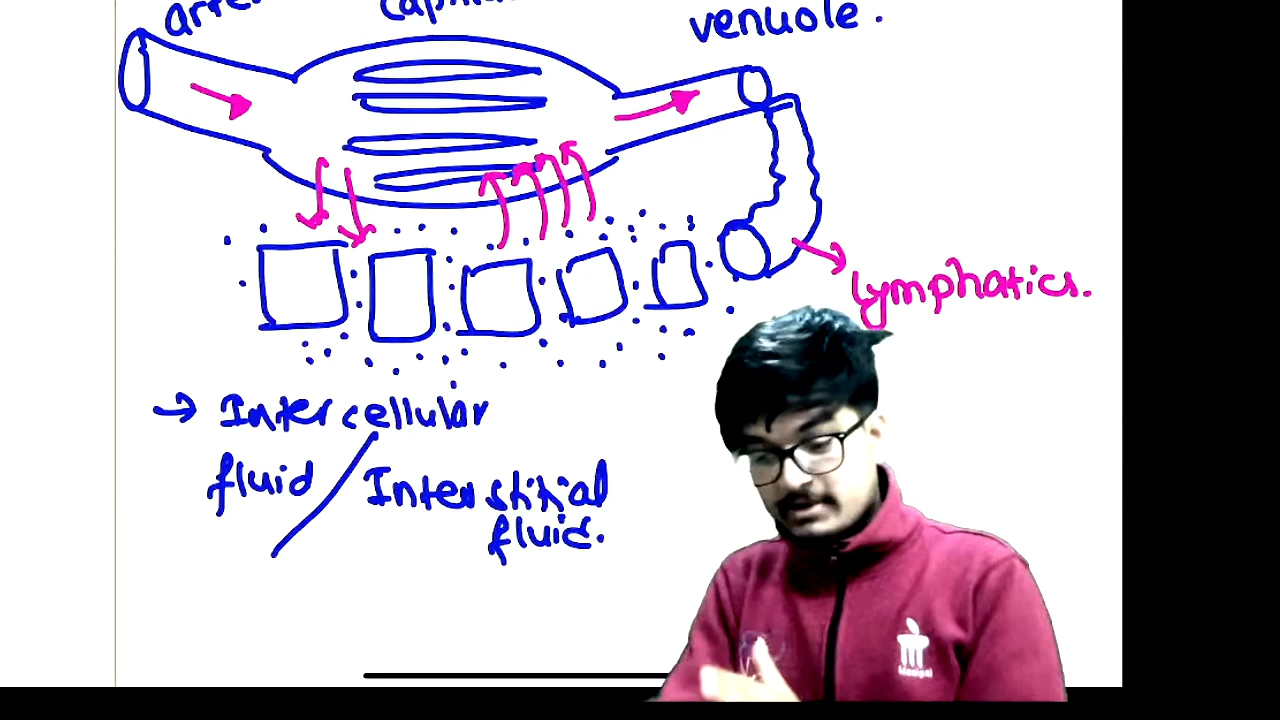 venuole.
lymphatics.
→ Intercellular
fluid / Interstitial
fluid.